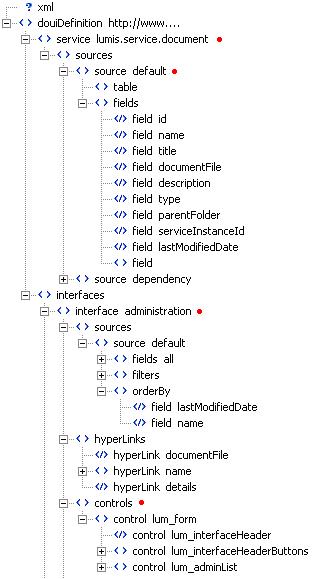 xml
douiDefinition http://www....
service lumis.service.document
sources
source default
table
fields
field id
field name
field title
field documentFile
field description
field type
field parentFolder
field serviceInstanceId
field lastModifiedDate
field
source dependency
interfaces
interface administration
sources
source default
fields all
filters
orderBy
field lastModifiedDate
field name
hyperLinks
hyperLink documentFile
hyperLink name
hyperLink details
controls
control lum_form
control lum_interfaceHeader
control lum_interfaceHeaderButtons
control lum_adminList